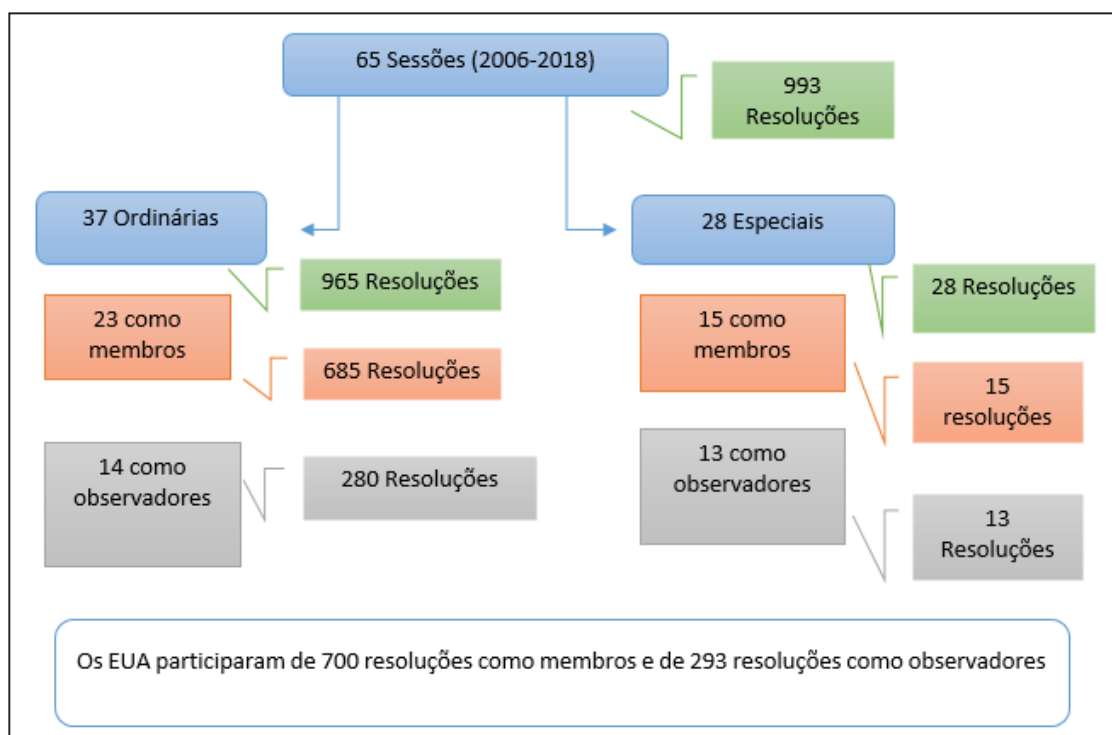 65 Sessões (2006-2018)
993
Resoluções
37 Ordinárias
965 Resoluções
23 como
membros
685 Resoluções
14 como
observadores
280 Resoluções
28 Especiais
28 Resoluções
15 como
membros
15
resoluções
13 como
observadores
13
Resoluções
Os EUA participaram de 700 resoluções como membros e de 293 resoluções como observadores